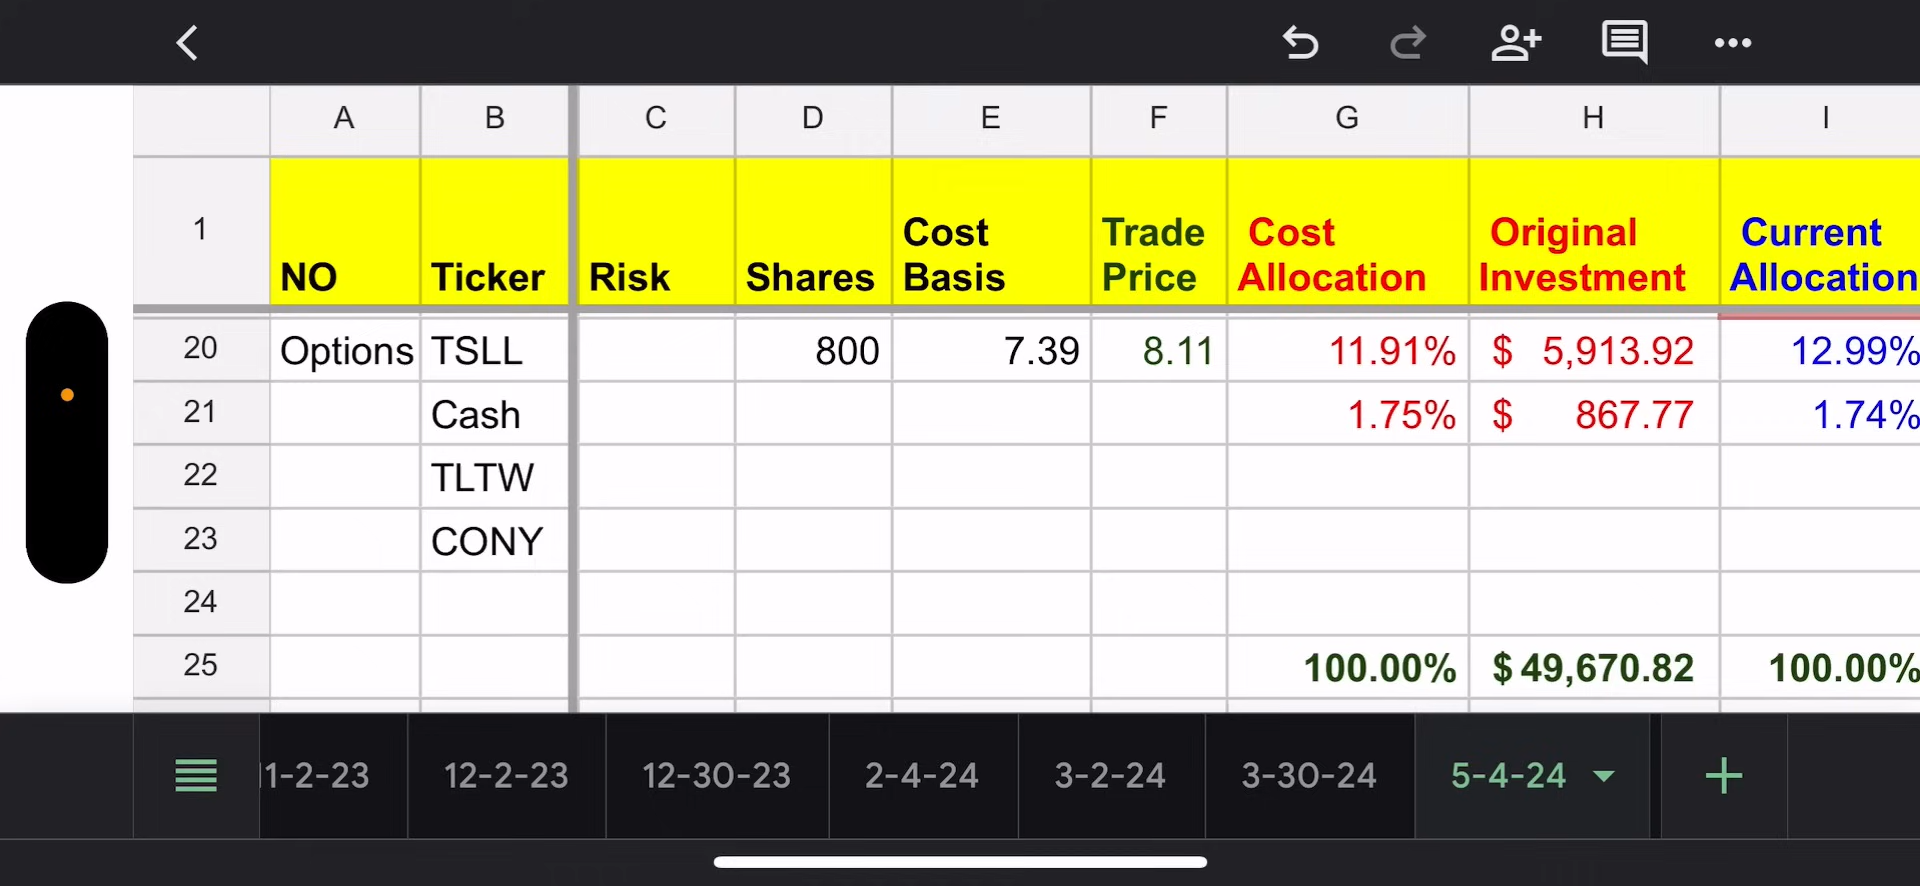 A B C D E F G H I
1 NO Ticker Risk Shares Cost Basis Trade Price Cost Allocation Original Investment Current Allocation
20 Options TSLL 800 7.39 8.11 11.91% $ 5,913.92 12.99%
21 Cash 1.75% $ 867.77 1.74%
22 TLTW
23 CONY
24
25 100.00% $ 49,670.82 100.00%
1-2-23 12-2-23 12-30-23 2-4-24 3-2-24 3-30-24 5-4-24